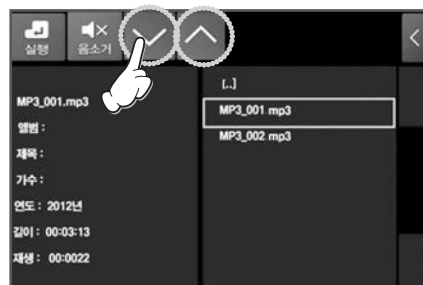 실행
음소거
MP3_001.mp3
앨범 :
제목 :
가수 :
연도 : 2012년
길이 : 00:03:13
재생 : 00:0022
[..]
MP3_001 mp3
MP3_002 mp3